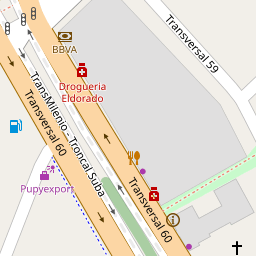 BBVA
Transversal 59
Drogueria
Eldorado
TransMilenio - Troncal Suba
Transversal 60
Pupyexport
Transversal 60